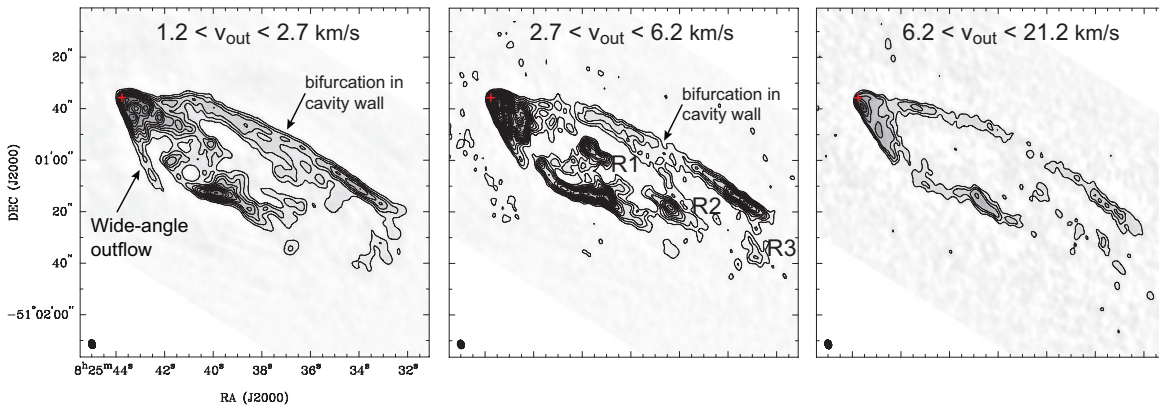 1.2 < v_out < 2.7 km/s
2.7 < v_out < 6.2 km/s
6.2 < v_out < 21.2 km/s
bifurcation in
cavity wall
bifurcation in
cavity wall
Wide-angle
outflow
R1
R2
R3
DEC (J2000)
20"
40"
01'00"
20"
40"
-51°02'00"
8ʰ25ᵐ44ˢ 42ˢ 40ˢ 38ˢ 36ˢ 34ˢ 32ˢ
RA (J2000)